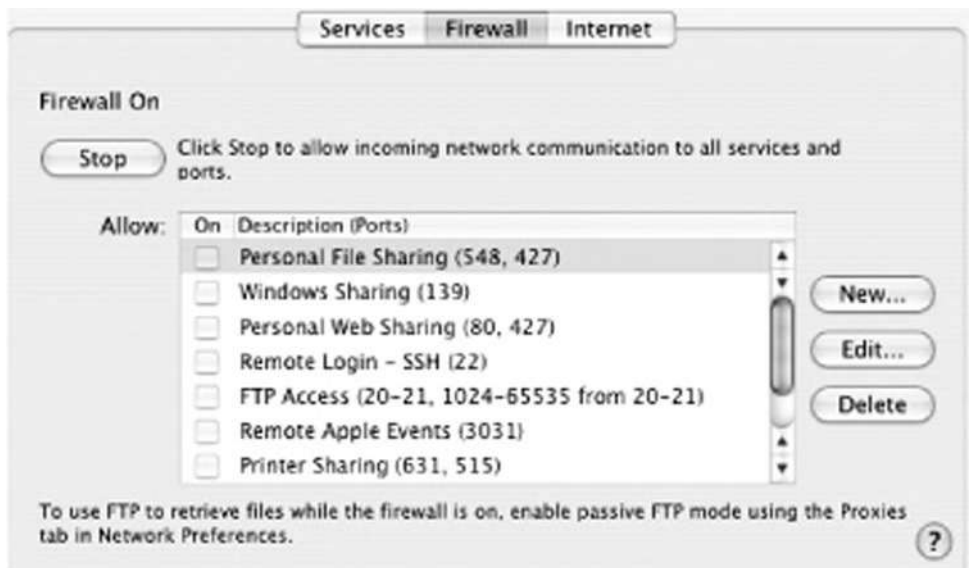 Services Firewall Internet
Firewall On
Stop
Click Stop to allow incoming network communication to all services and
ports.
Allow:
On Description (Ports)
Personal File Sharing (548, 427)
Windows Sharing (139)
Personal Web Sharing (80, 427)
Remote Login – SSH (22)
FTP Access (20–21, 1024–65535 from 20–21)
Remote Apple Events (3031)
Printer Sharing (631, 515)
New...
Edit...
Delete
To use FTP to retrieve files while the firewall is on, enable passive FTP mode using the Proxies
tab in Network Preferences.
?